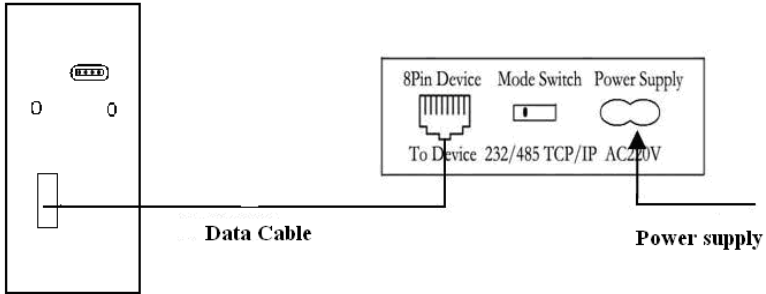 8Pin Device Mode Switch Power Supply
To Device 232/485 TCP/IP AC220V
Data Cable
Power supply